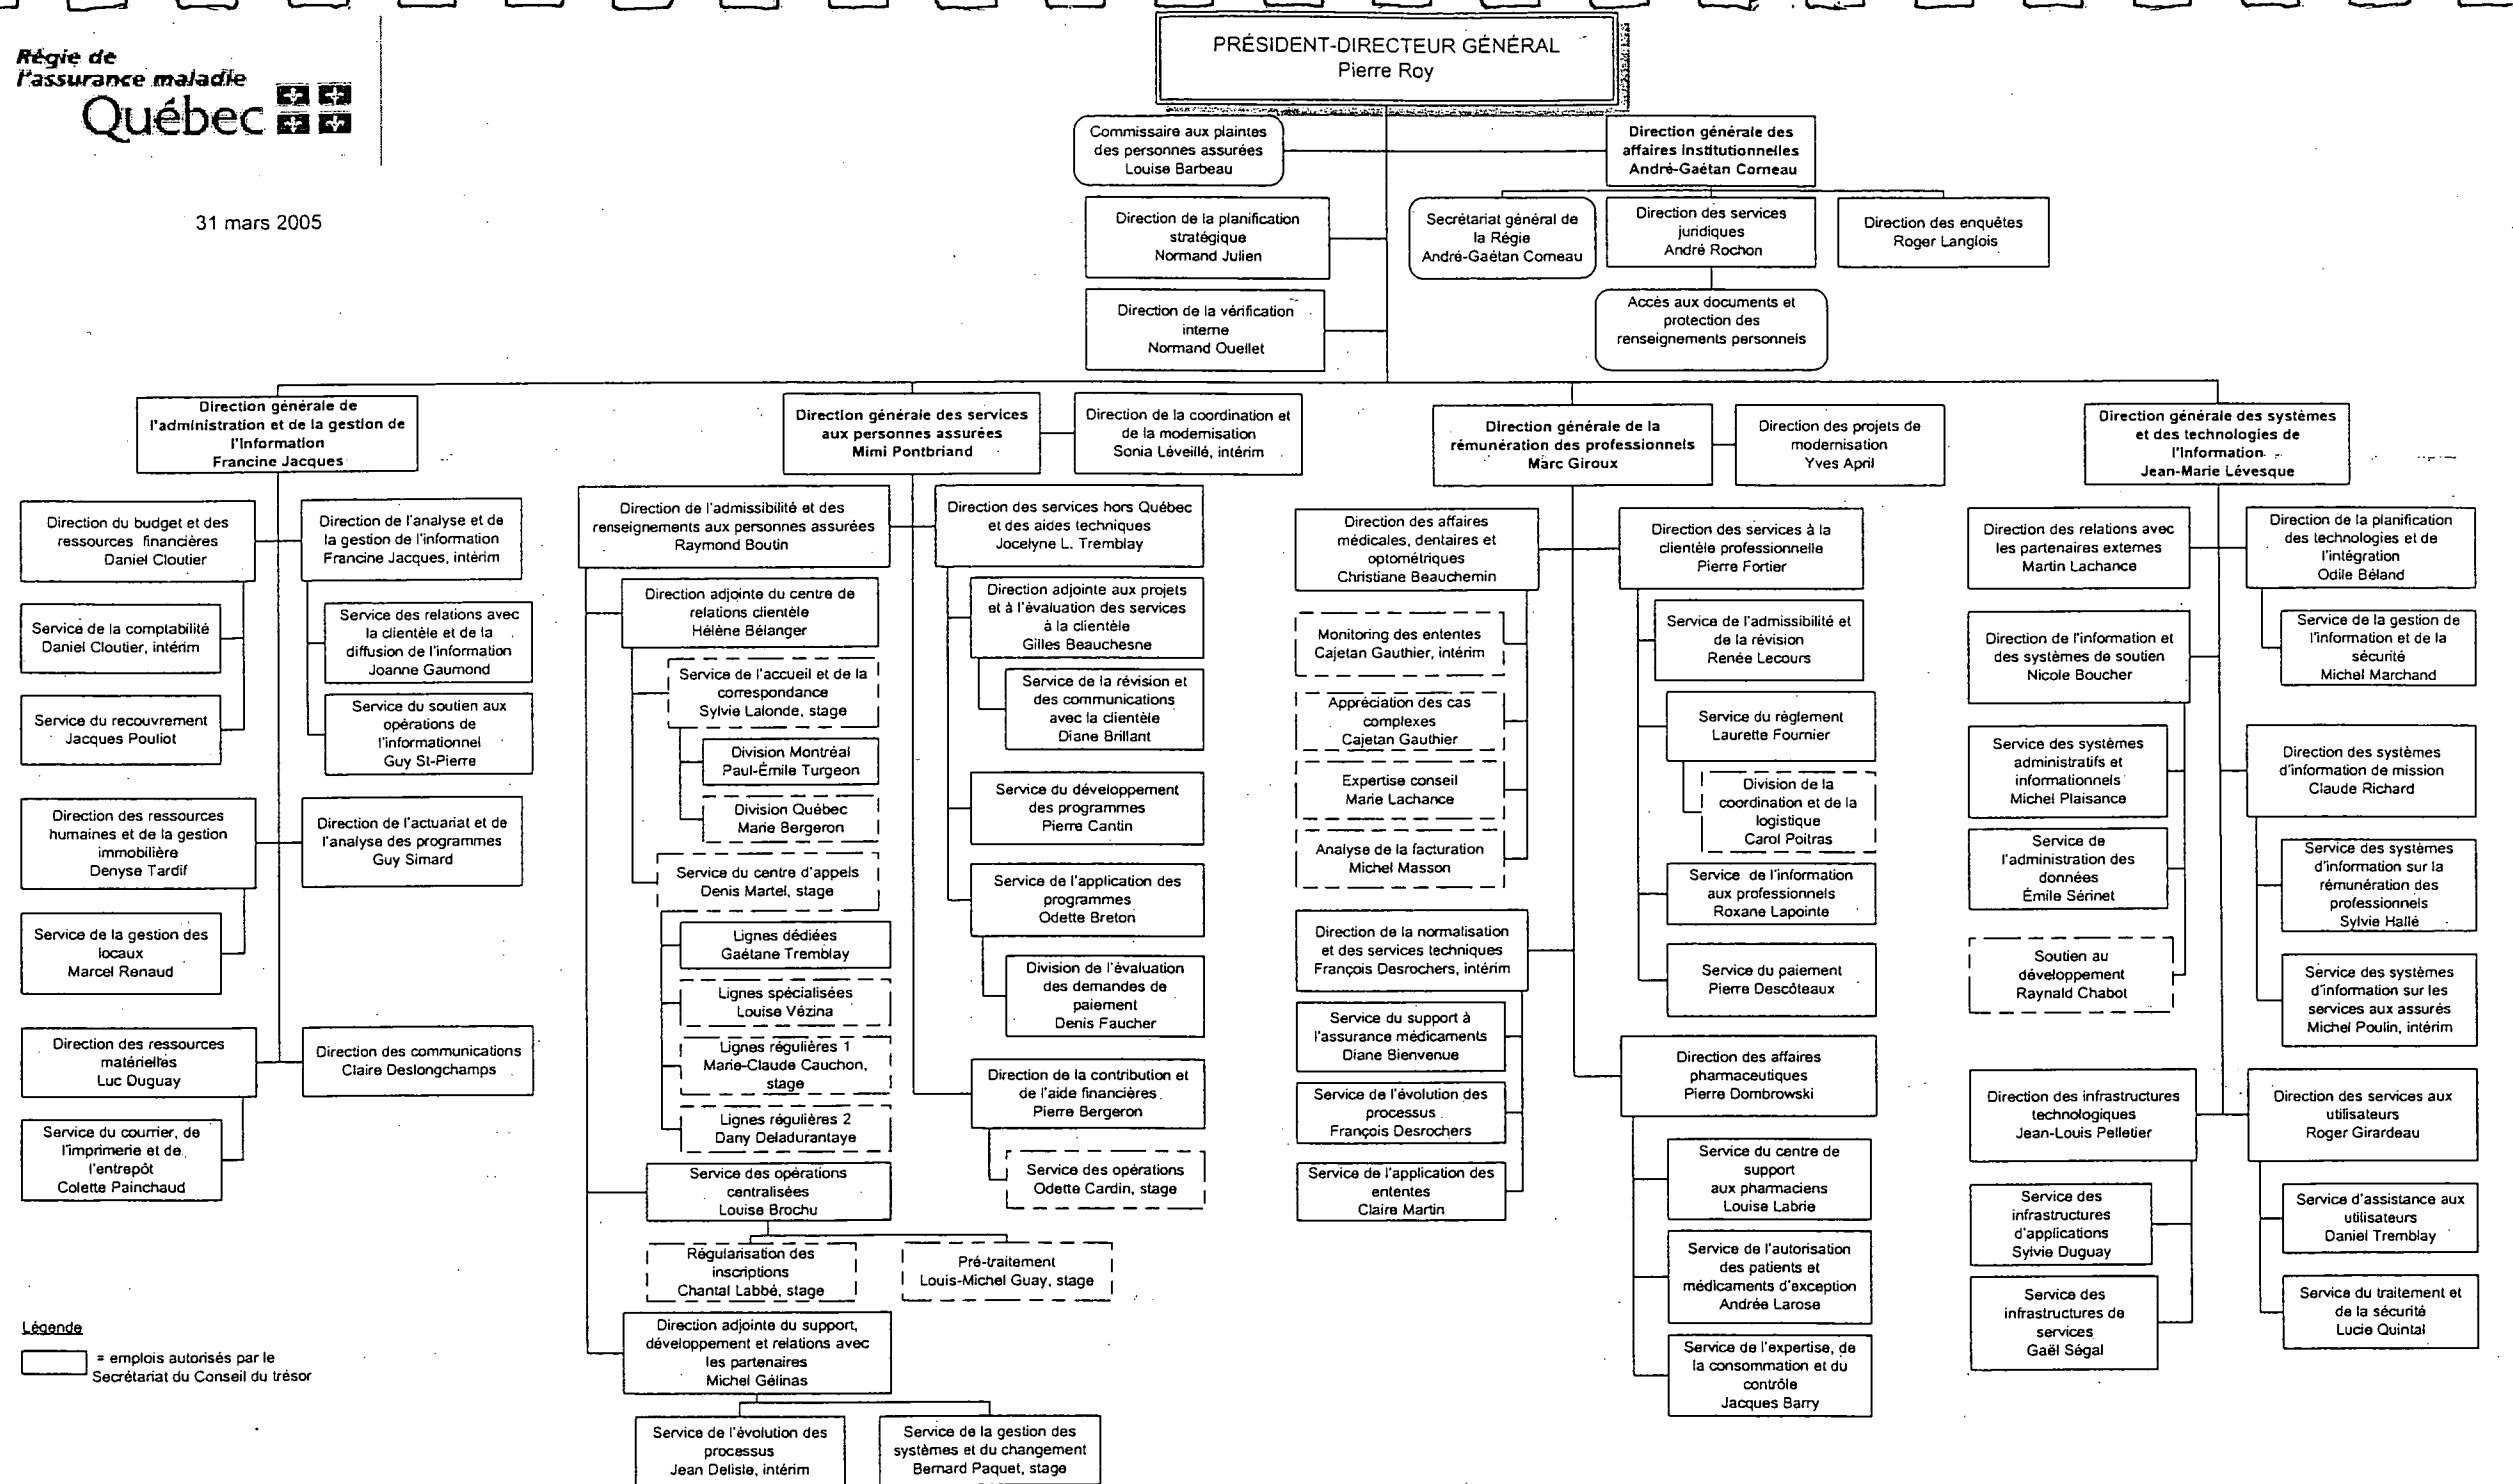 Régie de
l'assurance maladie
Québec
31 mars 2005
PRÉSIDENT-DIRECTEUR GÉNÉRAL
Pierre Roy
Commissaire aux plaintes
des personnes assurées
Louise Barbeau
Direction générale des
affaires institutionnelles
André-Gaétan Corneau
Direction de la planification
stratégique
Normand Julien
Secrétariat général de
la Régie
André-Gaétan Corneau
Direction des services
juridiques
André Rochon
Direction des enquêtes
Roger Langlois
Direction de la vérification
interne
Normand Ouellet
Accès aux documents et
protection des
renseignements personnels
Direction générale de
l'administration et de la gestion de
l'information
Francine Jacques
Direction du budget et des
ressources financières
Daniel Cloutier
Direction de l'analyse et de
la gestion de l'information
Francine Jacques, intérim
Service de la comptabilité
Daniel Cloutier, intérim
Service des relations avec
la clientèle et de la
diffusion de l'information
Joanne Gaumond
Service du recouvrement
Jacques Pouliot
Service du soutien aux
opérations de
l'informationnel
Guy St-Pierre
Direction des ressources
humaines et de la gestion
immobilière
Denyse Tardif
Direction de l'actuariat et de
l'analyse des programmes
Guy Simard
Service de la gestion des
locaux
Marcel Renaud
Direction des ressources
matérielles
Luc Duguay
Direction des communications
Claire Deslongchamps
Service du courrier, de
l'imprimerie et de
l'entrepôt
Colette Painchaud
Direction générale des services
aux personnes assurées
Mimi Pontbriand
Direction de la coordination et
de la modernisation
Sonia Léveillé, intérim
Direction de l'admissibilité et des
renseignements aux personnes assurées
Raymond Boutin
Direction des services hors Québec
et des aides techniques
Jocelyne L. Tremblay
Direction adjointe du centre de
relations clientèle
Hélène Bélanger
Service de l'accueil et de la
correspondance
Sylvie Lalonde, stage
Division Montréal
Paul-Émile Turgeon
Division Québec
Marie Bergeron
Service du centre d'appels
Denis Martel, stage
Lignes dédiées
Gaétane Tremblay
Lignes spécialisées
Louise Vézina
Lignes régulières 1
Marie-Claude Cauchon,
stage
Lignes régulières 2
Dany Deladurantaye
Service des opérations
centralisées
Louise Brochu
Régularisation des
inscriptions
Chantal Labbé, stage
Pré-traitement
Louis-Michel Guay, stage
Direction adjointe du support,
développement et relations avec
les partenaires
Michel Gélinas
Service de l'évolution des
processus
Jean Delisle, intérim
Service de la gestion des
systèmes et du changement
Bernard Paquet, stage
Direction adjointe aux projets
et à l'évaluation des services
à la clientèle
Gilles Beauchesne
Service de la révision et
des communications
avec la clientèle
Diane Brillant
Service du développement
des programmes
Pierre Cantin
Service de l'application des
programmes
Odette Breton
Division de l'évaluation
des demandes de
paiement
Denis Faucher
Direction de la contribution et
de l'aide financières
Pierre Bergeron
Service des opérations
Odette Cardin, stage
Direction générale de la
rémunération des professionnels
Marc Giroux
Direction des projets de
modernisation
Yves April
Direction des affaires
médicales, dentaires et
optométriques
Christiane Beauchemin
Direction des services à la
clientèle professionnelle
Pierre Fortier
Monitoring des ententes
Cajetan Gauthier, intérim
Appréciation des cas
complexes
Cajetan Gauthier
Expertise conseil
Marie Lachance
Analyse de la facturation
Michel Masson
Direction de la normalisation
et des services techniques
François Desrochers, intérim
Service du support à
l'assurance médicaments
Diane Bienvenue
Service de l'évolution des
processus
François Desrochers
Service de l'application des
ententes
Claire Martin
Service de l'admissibilité et
de la révision
Renée Lecours
Service du règlement
Laurette Fournier
Division de la
coordination et de la
logistique
Carol Poitras
Service de l'information
aux professionnels
Roxane Lapointe
Service du paiement
Pierre Descôteaux
Direction des affaires
pharmaceutiques
Pierre Dombrowski
Service du centre de
support
aux pharmaciens
Louise Labrie
Service de l'autorisation
des patients et
médicaments d'exception
Andrée Larose
Service de l'expertise, de
la consommation et du
contrôle
Jacques Barry
Direction générale des systèmes
et des technologies de
l'information
Jean-Marie Lévesque
Direction des relations avec
les partenaires externes
Martin Lachance
Direction de la planification
des technologies et de
l'intégration
Odile Béland
Direction de l'information et
des systèmes de soutien
Nicole Boucher
Service de la gestion de
l'information et de la
sécurité
Michel Marchand
Service des systèmes
administratifs et
informationnels
Michel Plaisance
Direction des systèmes
d'information de mission
Claude Richard
Service de
l'administration des
données
Émile Sérinet
Service des systèmes
d'information sur la
rémunération des
professionnels
Sylvie Hallé
Soutien au
développement
Raynald Chabot
Service des systèmes
d'information sur les
services aux assurés
Michel Poulin, intérim
Direction des infrastructures
technologiques
Jean-Louis Pelletier
Direction des services aux
utilisateurs
Roger Girardeau
Service des
infrastructures
d'applications
Sylvie Duguay
Service d'assistance aux
utilisateurs
Daniel Tremblay
Service des
infrastructures de
services
Gaël Ségal
Service du traitement et
de la sécurité
Lucie Quintal
Légende
= emplois autorisés par le
Secrétariat du Conseil du trésor